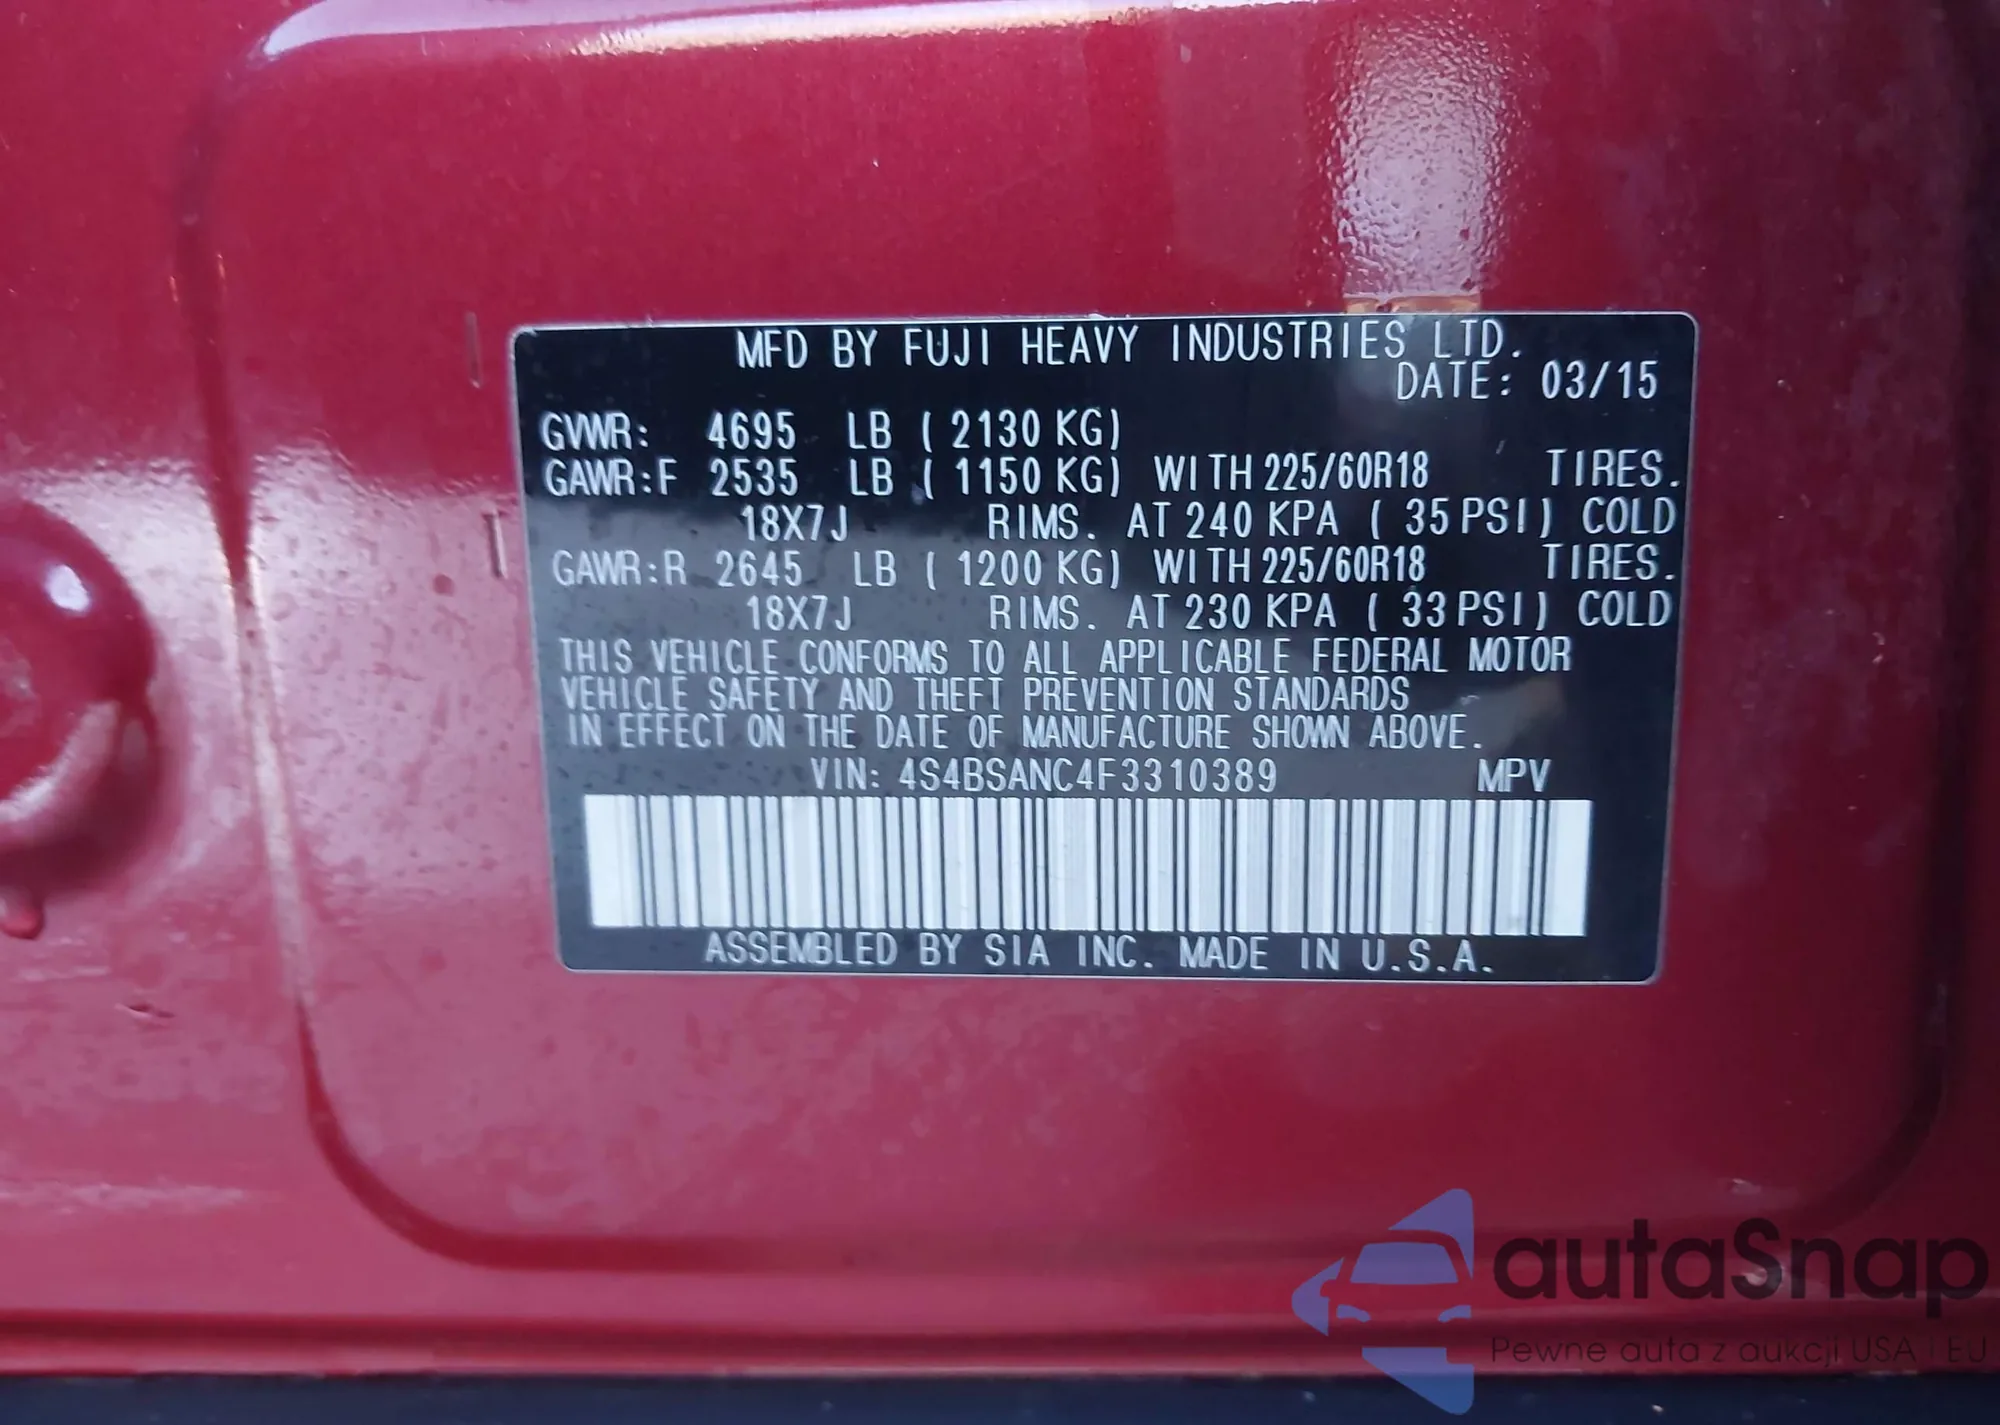 MFD BY FUJI HEAVY INDUSTRIES LTD.
DATE: 03/15
GVWR: 4695 LB ( 2130 KG)
GAWR:F 2535 LB ( 1150 KG) WITH 225/60R18 TIRES.
18X7J RIMS. AT 240 KPA ( 35 PSI) COLD
GAWR:R 2645 LB ( 1200 KG) WITH 225/60R18 TIRES.
18X7J RIMS. AT 230 KPA ( 33 PSI) COLD
THIS VEHICLE CONFORMS TO ALL APPLICABLE FEDERAL MOTOR
VEHICLE SAFETY AND THEFT PREVENTION STANDARDS
IN EFFECT ON THE DATE OF MANUFACTURE SHOWN ABOVE.
VIN: 4S4BSANC4F3310389 MPV
ASSEMBLED BY SIA INC. MADE IN U.S.A.
autaSnap
Pewne auta z aukcji USA i EU